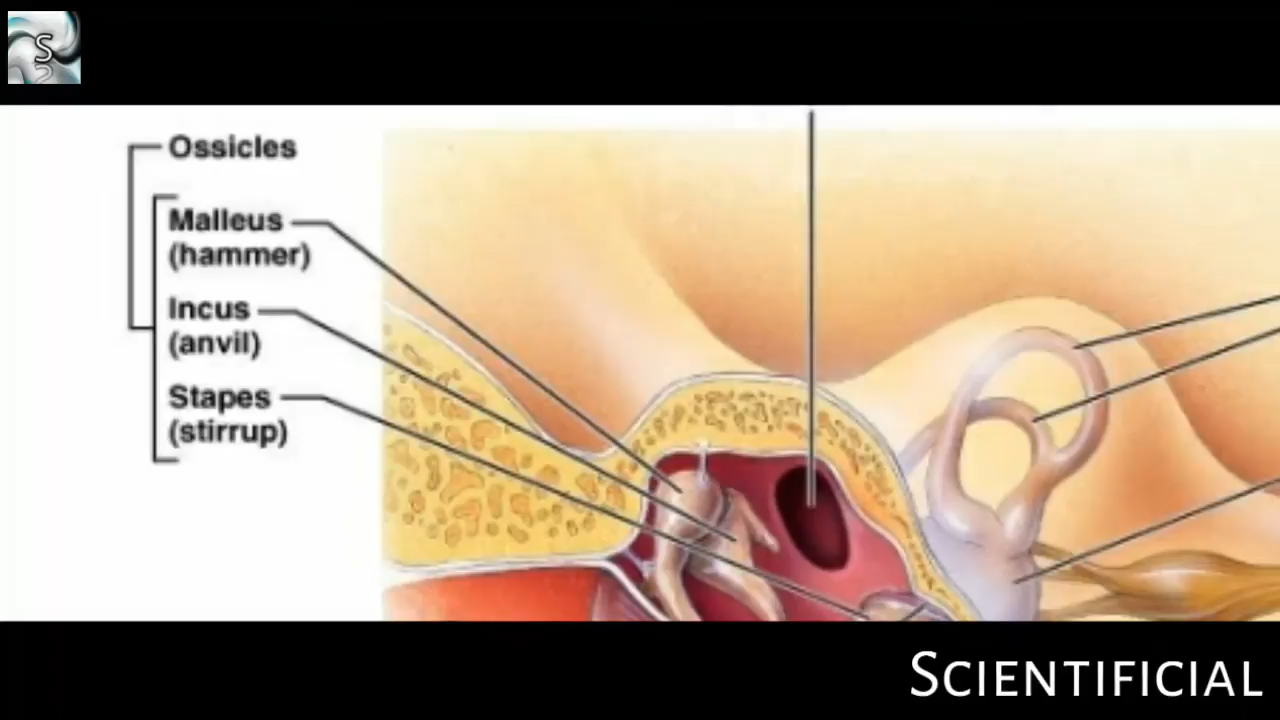 S
Ossicles
Malleus
(hammer)
Incus
(anvil)
Stapes
(stirrup)
SCIENTIFICIAL